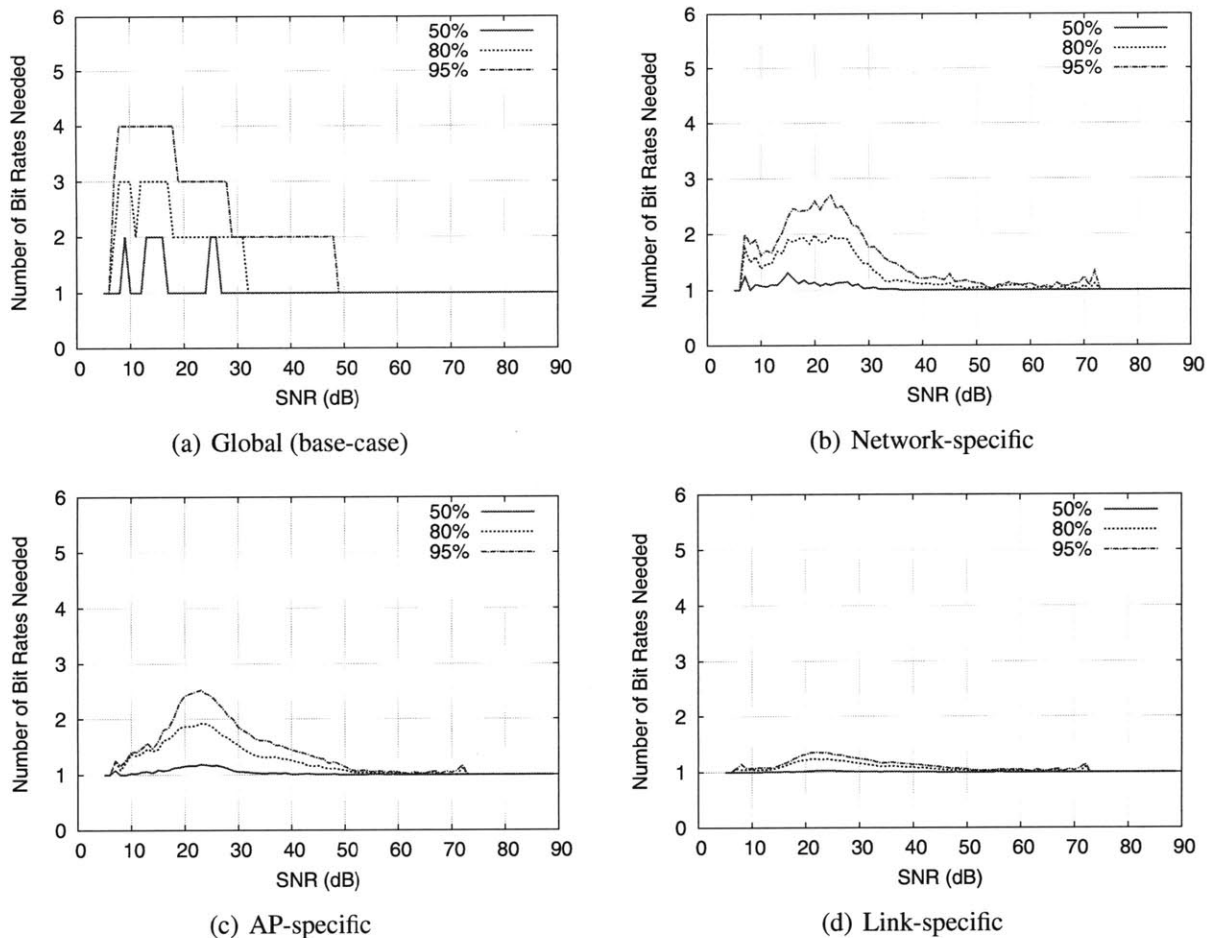 6
5
4
3
2
1
0
Number of Bit Rates Needed
50%
80%
95%
0 10 20 30 40 50 60 70 80 90
SNR (dB)
(a) Global (base-case)
6
5
4
3
2
1
0
Number of Bit Rates Needed
50%
80%
95%
0 10 20 30 40 50 60 70 80 90
SNR (dB)
(b) Network-specific
6
5
4
3
2
1
0
Number of Bit Rates Needed
50%
80%
95%
0 10 20 30 40 50 60 70 80 90
SNR (dB)
(c) AP-specific
6
5
4
3
2
1
0
Number of Bit Rates Needed
50%
80%
95%
0 10 20 30 40 50 60 70 80 90
SNR (dB)
(d) Link-specific